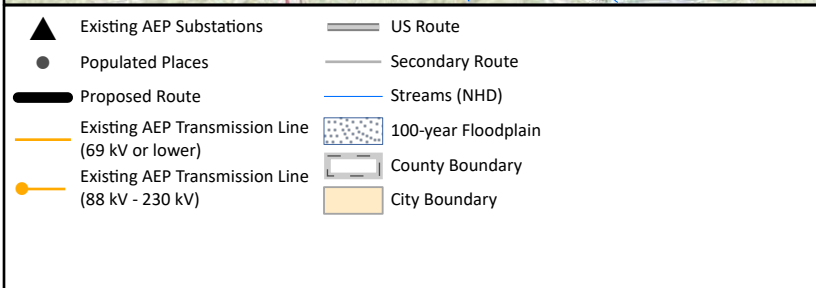 Existing AEP Substations
Populated Places
Proposed Route
Existing AEP Transmission Line
(69 kV or lower)
Existing AEP Transmission Line
(88 kV - 230 kV)
US Route
Secondary Route
Streams (NHD)
100-year Floodplain
County Boundary
City Boundary